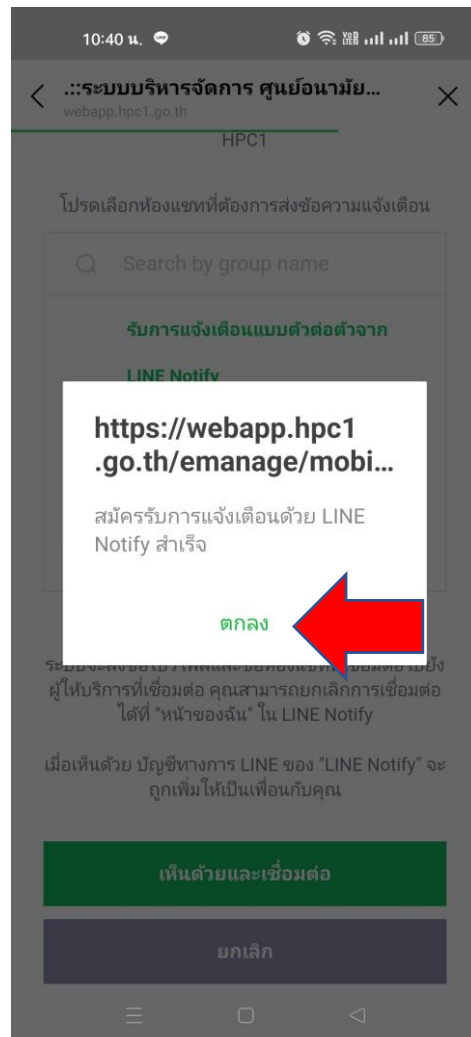 10:40 น.
85
.::ระบบบริหารจัดการ ศูนย์อนามัย...
webapp.hpc1.go.th
HPC1
โปรดเลือกห้องแชทที่ต้องการส่งข้อความแจ้งเตือน
Search by group name
รับการแจ้งเตือนแบบตัวต่อตัวจาก
LINE Notify
https://webapp.hpc1
.go.th/emanage/mobi...
สมัครรับการแจ้งเตือนด้วย LINE
Notify สำเร็จ
ตกลง
ผู้ให้บริการที่เชื่อมต่อ คุณสามารถยกเลิกการเชื่อมต่อ
ได้ที่ "หน้าของฉัน" ใน LINE Notify
เมื่อเห็นด้วย บัญชีทางการ LINE ของ "LINE Notify" จะ
ถูกเพิ่มให้เป็นเพื่อนกับคุณ
เห็นด้วยและเชื่อมต่อ
ยกเลิก